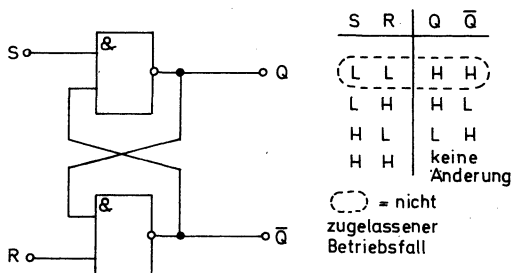 S & Q
& 
R Q̅
S R Q Q̅
L L H H
L H H L
H L L H
H H keine
Änderung
= nicht
zugelassener
Betriebsfall